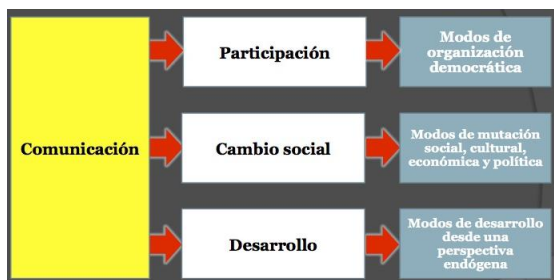 Comunicación
Participación
Modos de
organización
democrática
Cambio social
Modos de mutación
social, cultural,
económica y política
Desarrollo
Modos de desarrollo
desde una
perspectiva
endógena